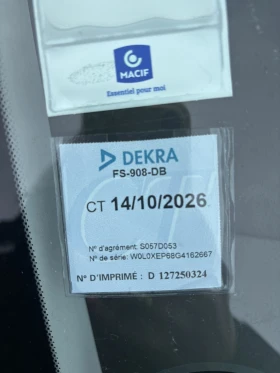 MACIF
Essentiel pour moi
DEKRA
FS-908-DB
CT 14/10/2026
N° d'agrément: S057D053
N° de série: W0L0XEP68G4162667
N° D'IMPRIMÉ : D 127250324